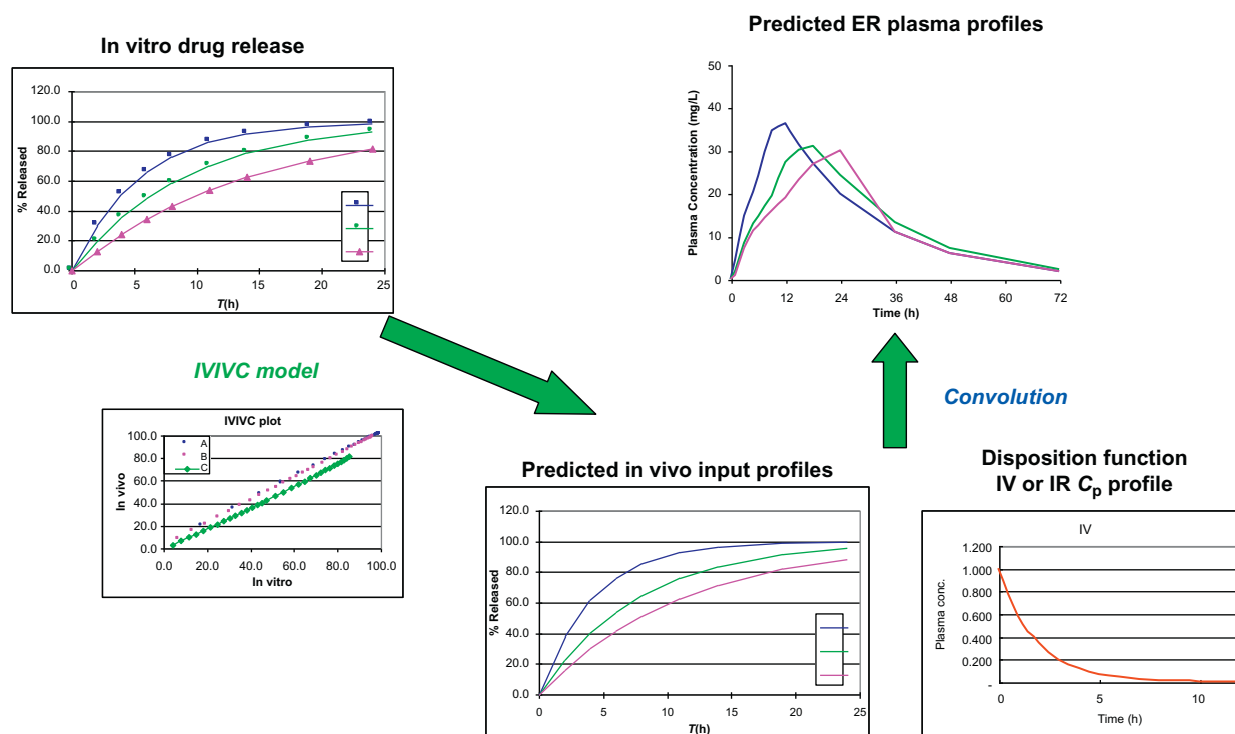 In vitro drug release
120.0
100.0
80.0
60.0
40.0
20.0
0.0
% Released
0 5 10 15 20 25
T(h)
Predicted ER plasma profiles
50
40
30
20
10
0
Plasma Concentration (mg/L)
0 12 24 36 48 60 72
Time (h)
IVIVC model
IVIVC plot
100.0
80.0
60.0
40.0
20.0
0.0
In vivo
A
B
C
0.0 20.0 40.0 60.0 80.0 100.0
In vitro
Convolution
Predicted in vivo input profiles
120.0
100.0
80.0
60.0
40.0
20.0
0.0
% Released
0 5 10 15 20 25
T(h)
Disposition function
IV or IR Cp profile
IV
1.200
1.000
0.800
0.600
0.400
0.200
-
Plasma conc.
5 10
Time (h)